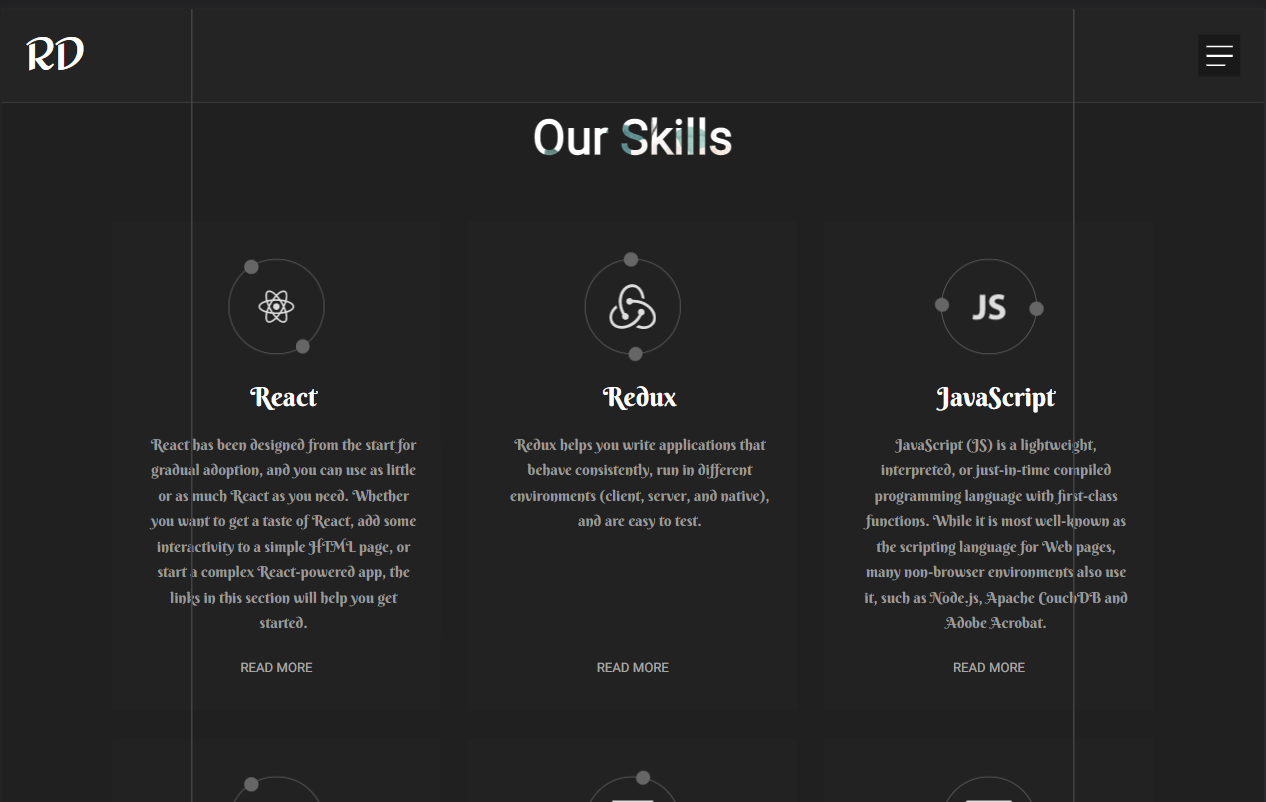 RD
Our Skills
JS
React
React has been designed from the start for
gradual adoption, and you can use as little
or as much React as you need. Whether
you want to get a taste of React, add some
interactivity to a simple HTML page, or
start a complex React-powered app, the
links in this section will help you get
started.
READ MORE
Redux
Redux helps you write applications that
behave consistently, run in different
environments (client, server, and native),
and are easy to test.
READ MORE
JavaScript
JavaScript (JS) is a lightweight,
interpreted, or just-in-time compiled
programming language with first-class
functions. While it is most well-known as
the scripting language for Web pages,
many non-browser environments also use
it, such as Node.js, Apache CouchDB and
Adobe Acrobat.
READ MORE